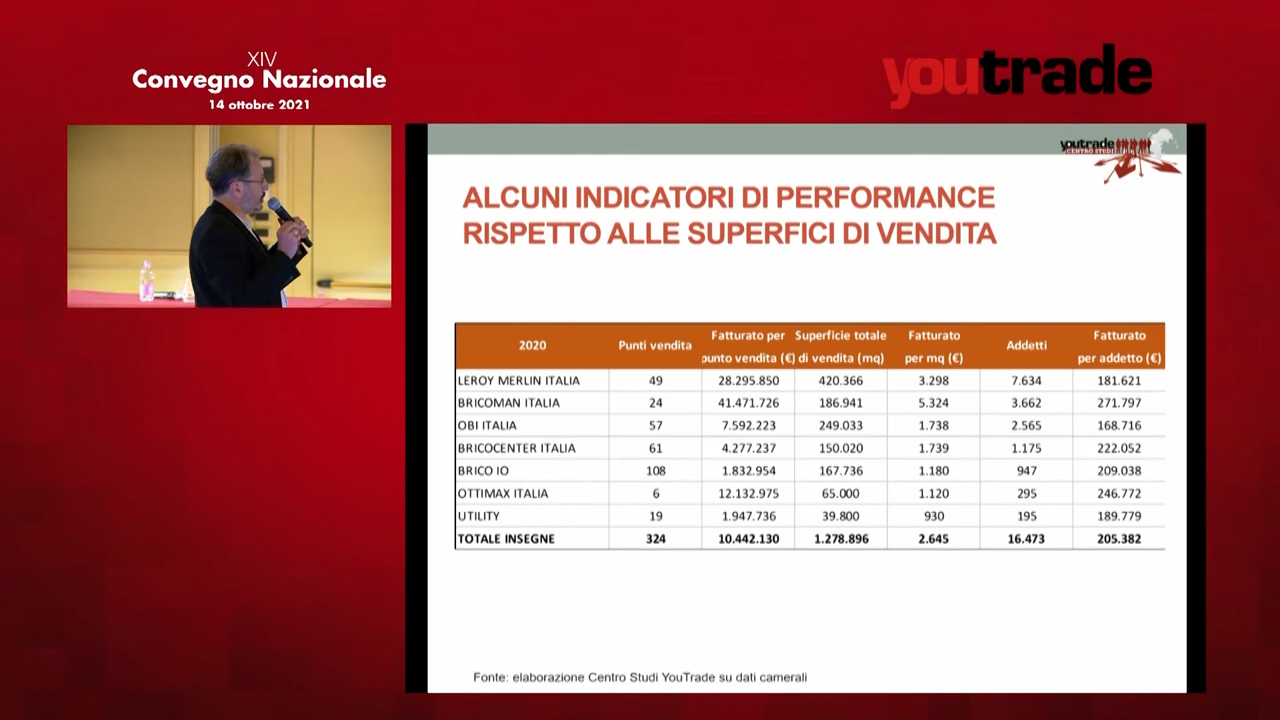 XIV
Convegno Nazionale
14 ottobre 2021
youtrade
youtrade
CENTRO STUDI
ALCUNI INDICATORI DI PERFORMANCE
RISPETTO ALLE SUPERFICI DI VENDITA
2020 Punti vendita Fatturato per punto vendita (€) Superficie totale di vendita (mq) Fatturato per mq (€) Addetti Fatturato per addetto (€)
LEROY MERLIN ITALIA 49 28.295.850 420.366 3.298 7.634 181.621
BRICOMAN ITALIA 24 41.471.726 186.941 5.324 3.662 271.797
OBI ITALIA 57 7.592.223 249.033 1.738 2.565 168.716
BRICOCENTER ITALIA 61 4.277.237 150.020 1.739 1.175 222.052
BRICO IO 108 1.832.954 167.736 1.180 947 209.038
OTTIMAX ITALIA 6 12.132.975 65.000 1.120 295 246.772
UTILITY 19 1.947.736 39.800 930 195 189.779
TOTALE INSEGNE 324 10.442.130 1.278.896 2.645 16.473 205.382
Fonte: elaborazione Centro Studi YouTrade su dati camerali